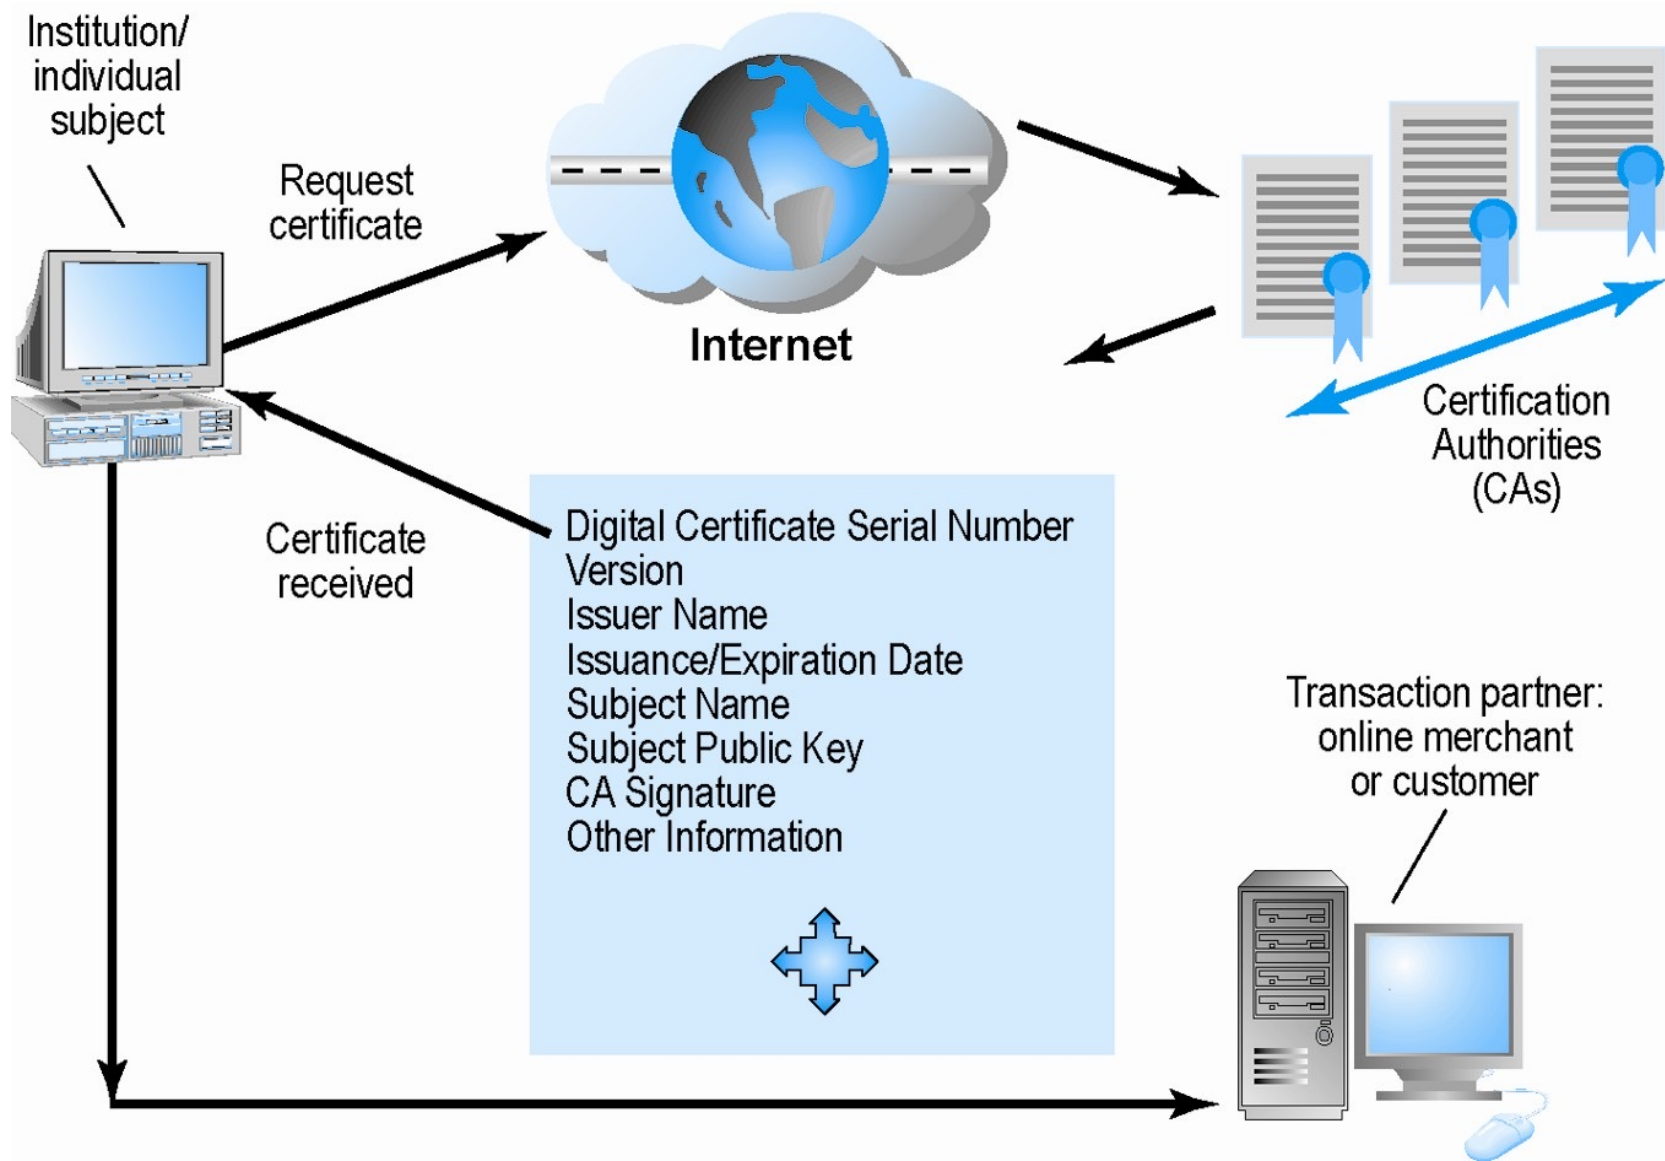 Institution/
individual
subject
Request
certificate
Internet
Certification
Authorities
(CAs)
Certificate
received
Digital Certificate Serial Number
Version
Issuer Name
Issuance/Expiration Date
Subject Name
Subject Public Key
CA Signature
Other Information
Transaction partner:
online merchant
or customer